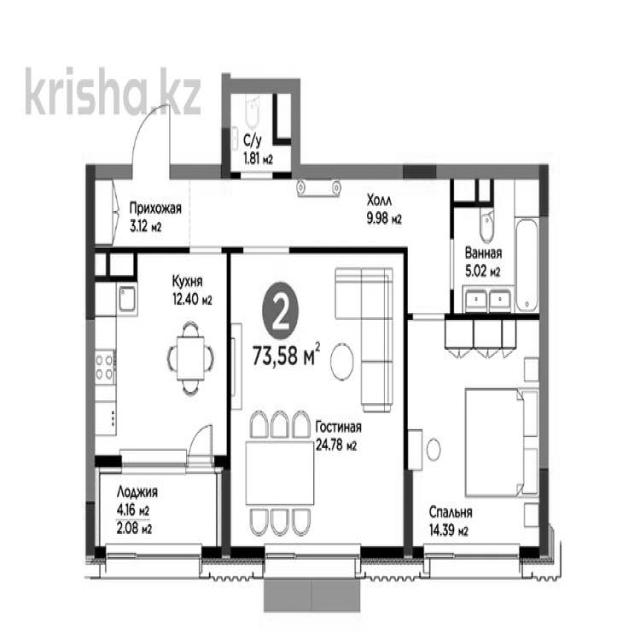 krisha.kz
С/у
1.81 м2
Прихожая
3.12 м2
Холл
9.98 м2
Ванная
5.02 м2
Кухня
12.40 м2
2
73,58 м2
Гостиная
24.78 м2
Лоджия
4.16 м2
2.08 м2
Спальня
14.39 м2